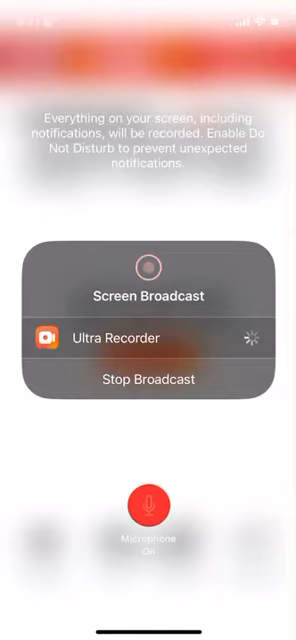 Everything on your screen, including
notifications, will be recorded. Enable Do
Not Disturb to prevent unexpected
notifications.
Screen Broadcast
Ultra Recorder
Stop Broadcast
Microphone
On